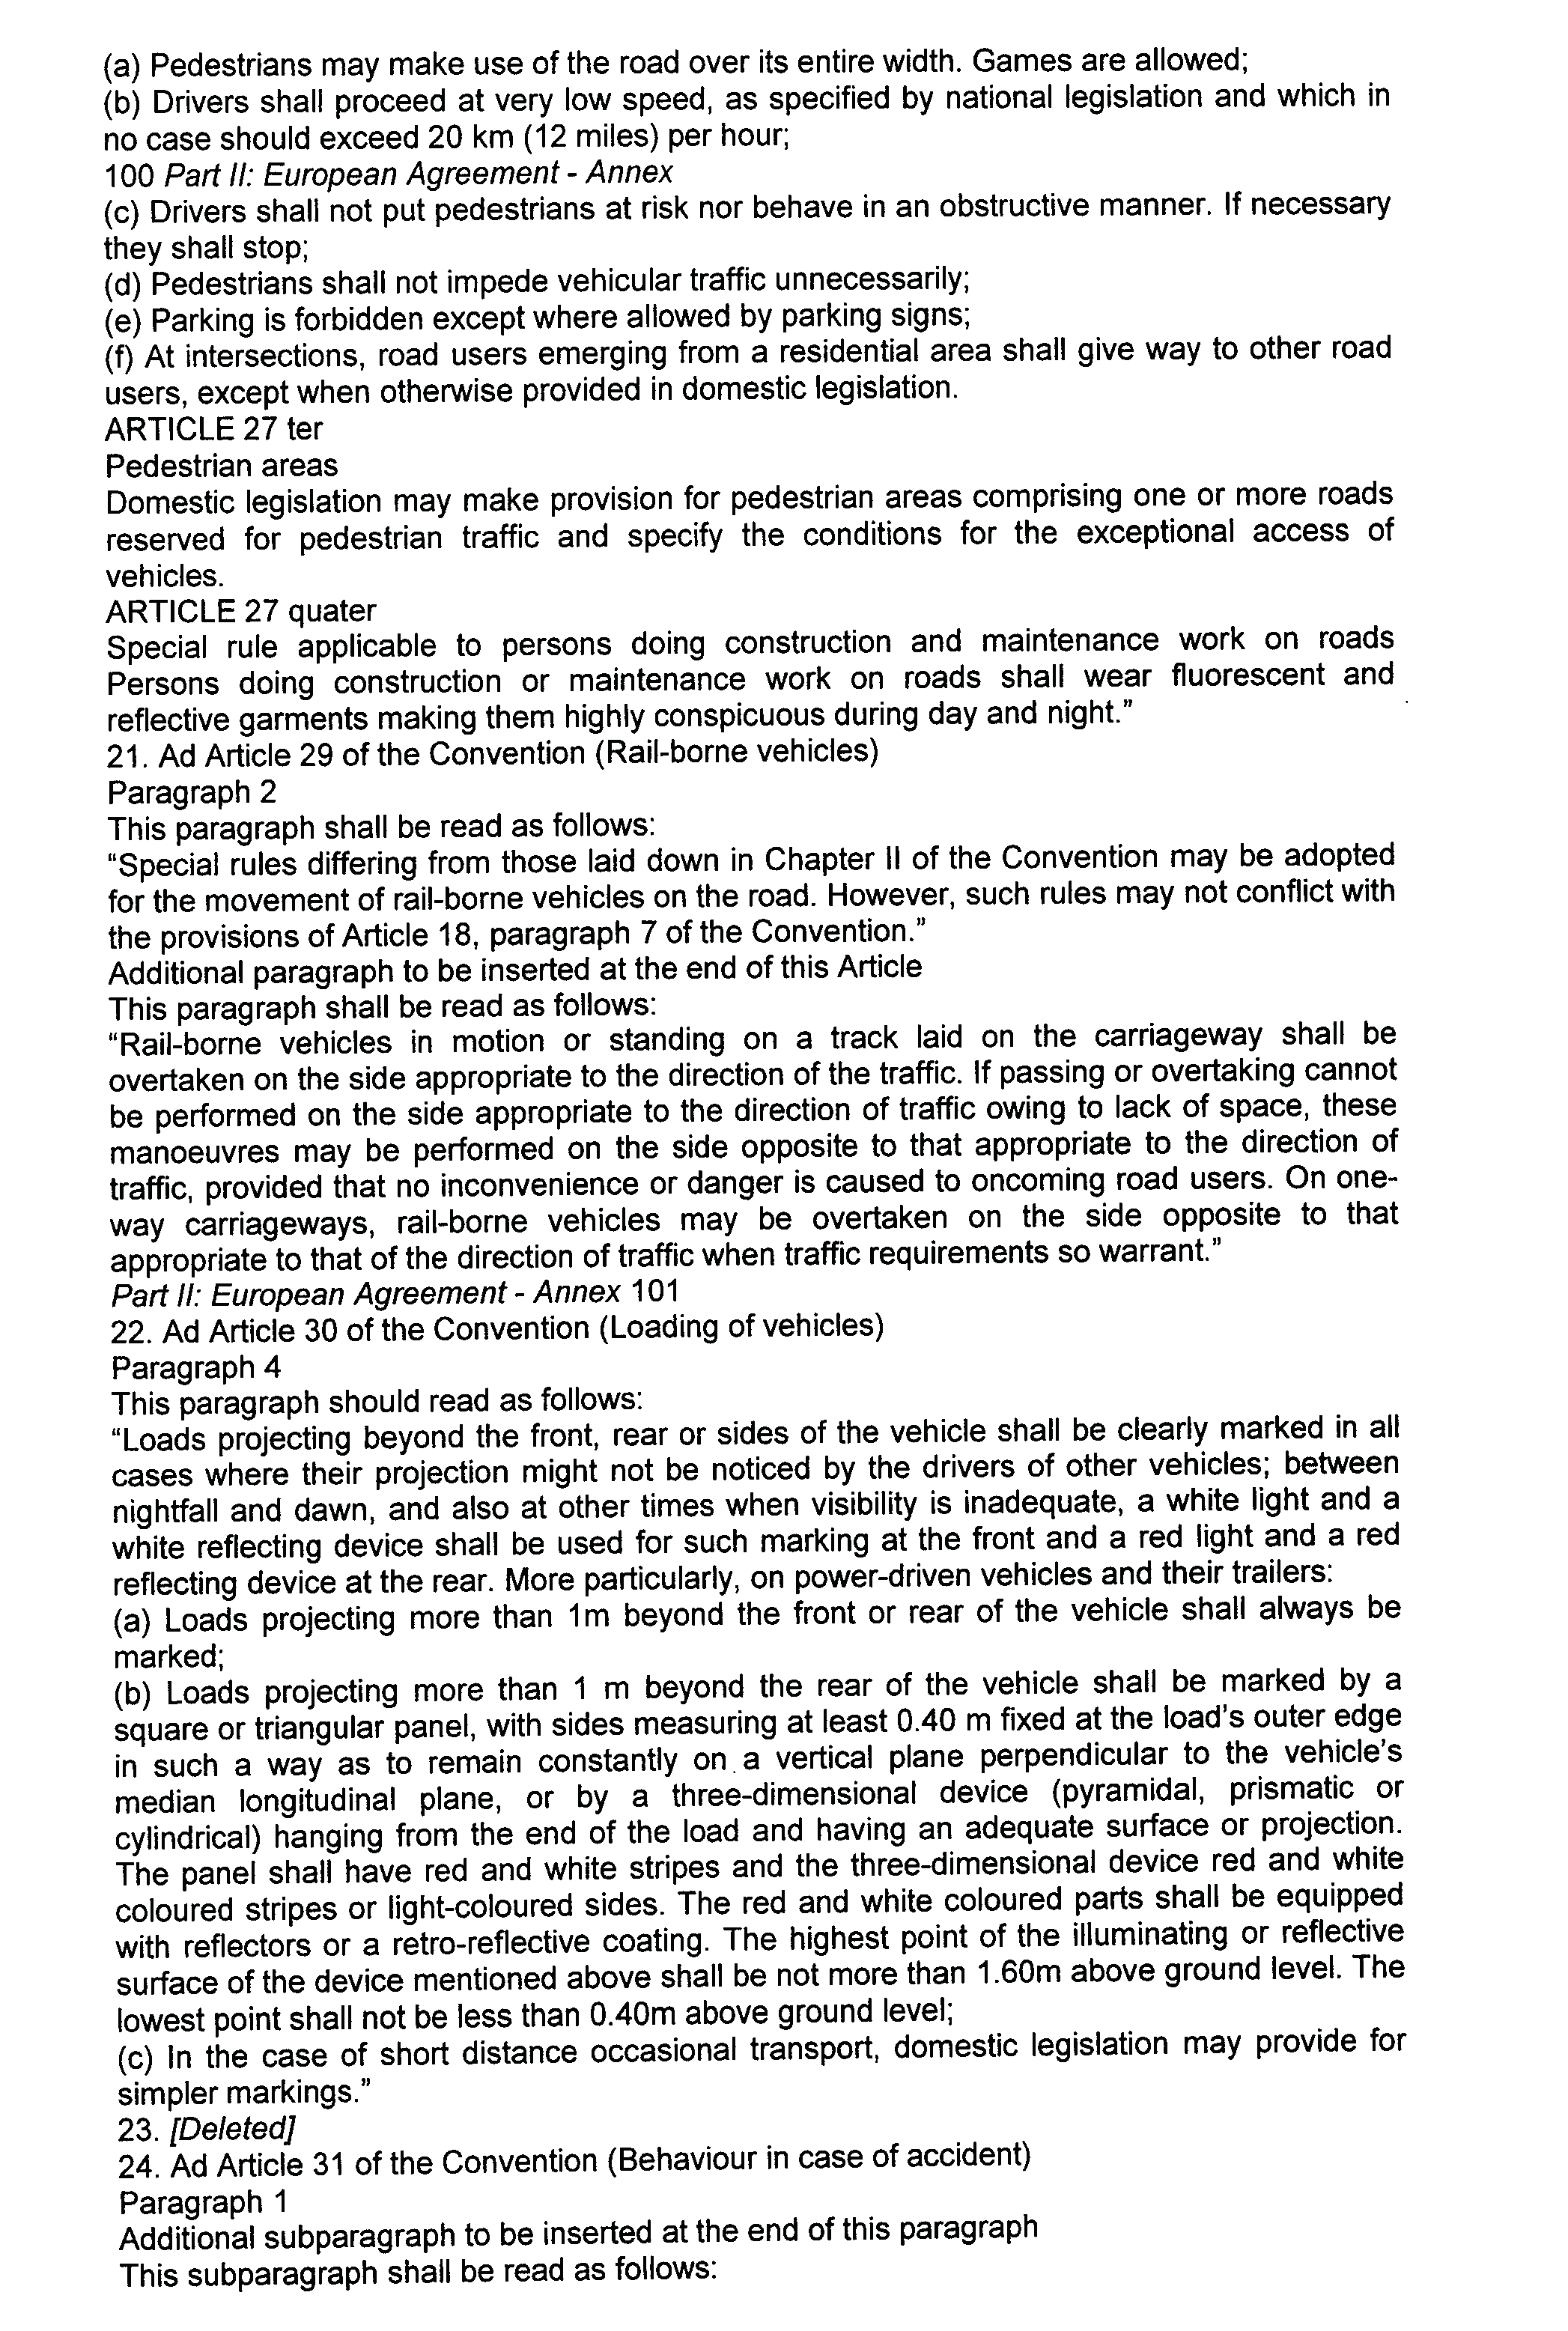 (a) Pedestrians may make use of the road over its entire width. Games are allowed;
(b) Drivers shall proceed at very low speed, as specified by national legislation and which in
no case should exceed 20 km (12 miles) per hour;
100 Part II: European Agreement - Annex
(c) Drivers shall not put pedestrians at risk nor behave in an obstructive manner. If necessary
they shall stop;
(d) Pedestrians shall not impede vehicular traffic unnecessarily;
(e) Parking is forbidden except where allowed by parking signs;
(f) At intersections, road users emerging from a residential area shall give way to other road
users, except when otherwise provided in domestic legislation.
ARTICLE 27 ter
Pedestrian areas
Domestic legislation may make provision for pedestrian areas comprising one or more roads
reserved for pedestrian traffic and specify the conditions for the exceptional access of
vehicles.
ARTICLE 27 quater
Special rule applicable to persons doing construction and maintenance work on roads
Persons doing construction or maintenance work on roads shall wear fluorescent and
reflective garments making them highly conspicuous during day and night.”
21. Ad Article 29 of the Convention (Rail-borne vehicles)
Paragraph 2
This paragraph shall be read as follows:
“Special rules differing from those laid down in Chapter II of the Convention may be adopted
for the movement of rail-borne vehicles on the road. However, such rules may not conflict with
the provisions of Article 18, paragraph 7 of the Convention.”
Additional paragraph to be inserted at the end of this Article
This paragraph shall be read as follows:
“Rail-borne vehicles in motion or standing on a track laid on the carriageway shall be
overtaken on the side appropriate to the direction of the traffic. If passing or overtaking cannot
be performed on the side appropriate to the direction of traffic owing to lack of space, these
manoeuvres may be performed on the side opposite to that appropriate to the direction of
traffic, provided that no inconvenience or danger is caused to oncoming road users. On one-
way carriageways, rail-borne vehicles may be overtaken on the side opposite to that
appropriate to that of the direction of traffic when traffic requirements so warrant.”
Part II: European Agreement - Annex 101
22. Ad Article 30 of the Convention (Loading of vehicles)
Paragraph 4
This paragraph should read as follows:
“Loads projecting beyond the front, rear or sides of the vehicle shall be clearly marked in all
cases where their projection might not be noticed by the drivers of other vehicles; between
nightfall and dawn, and also at other times when visibility is inadequate, a white light and a
white reflecting device shall be used for such marking at the front and a red light and a red
reflecting device at the rear. More particularly, on power-driven vehicles and their trailers:
(a) Loads projecting more than 1m beyond the front or rear of the vehicle shall always be
marked;
(b) Loads projecting more than 1 m beyond the rear of the vehicle shall be marked by a
square or triangular panel, with sides measuring at least 0.40 m fixed at the load's outer edge
in such a way as to remain constantly on a vertical plane perpendicular to the vehicle's
median longitudinal plane, or by a three-dimensional device (pyramidal, prismatic or
cylindrical) hanging from the end of the load and having an adequate surface or projection.
The panel shall have red and white stripes and the three-dimensional device red and white
coloured stripes or light-coloured sides. The red and white coloured parts shall be equipped
with reflectors or a retro-reflective coating. The highest point of the illuminating or reflective
surface of the device mentioned above shall be not more than 1.60m above ground level. The
lowest point shall not be less than 0.40m above ground level;
(c) In the case of short distance occasional transport, domestic legislation may provide for
simpler markings.”
23. [Deleted]
24. Ad Article 31 of the Convention (Behaviour in case of accident)
Paragraph 1
Additional subparagraph to be inserted at the end of this paragraph
This subparagraph shall be read as follows: